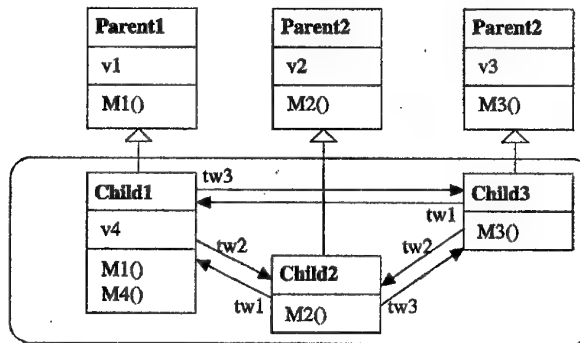 Parent1
v1
M1()
Parent2
v2
M2()
Parent2
v3
M3()
Child1
v4
M1()
M4()
Child2
M2()
Child3
M3()
tw3
tw1
tw2
tw1
tw2
tw3